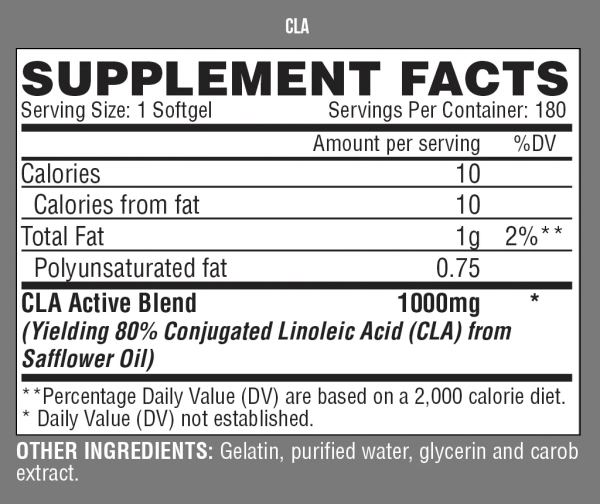 CLA
SUPPLEMENT FACTS
Serving Size: 1 Softgel Servings Per Container: 180
Amount per serving %DV
Calories 10
Calories from fat 10
Total Fat 1g 2%**
Polyunsaturated fat 0.75
CLA Active Blend 1000mg *
(Yielding 80% Conjugated Linoleic Acid (CLA) from
Safflower Oil)
**Percentage Daily Value (DV) are based on a 2,000 calorie diet.
* Daily Value (DV) not established.
OTHER INGREDIENTS: Gelatin, purified water, glycerin and carob
extract.